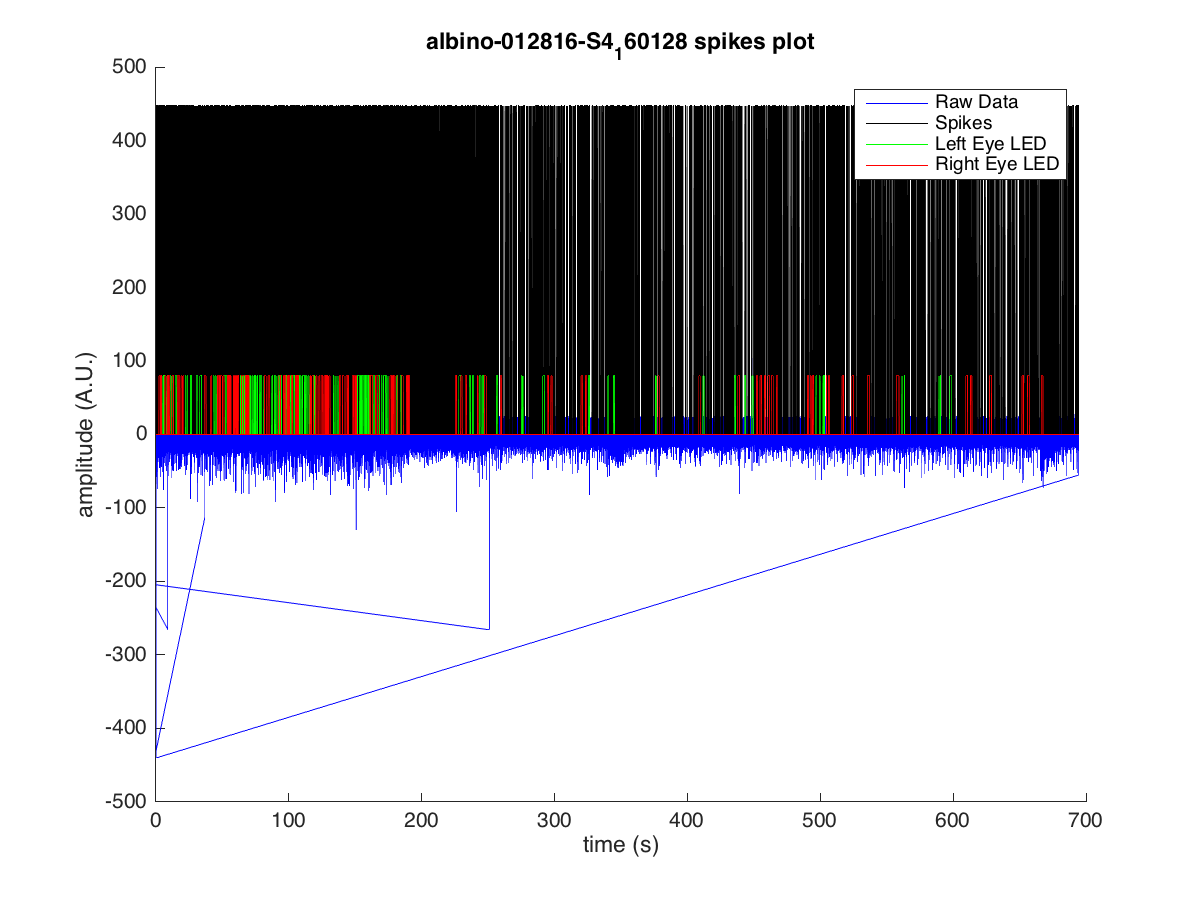 albino-012816-S4₁60128 spikes plot
500
400
300
200
100
0
-100
-200
-300
-400
-500
amplitude (A.U.)
Raw Data
Spikes
Left Eye LED
Right Eye LED
0 100 200 300 400 500 600 700
time (s)